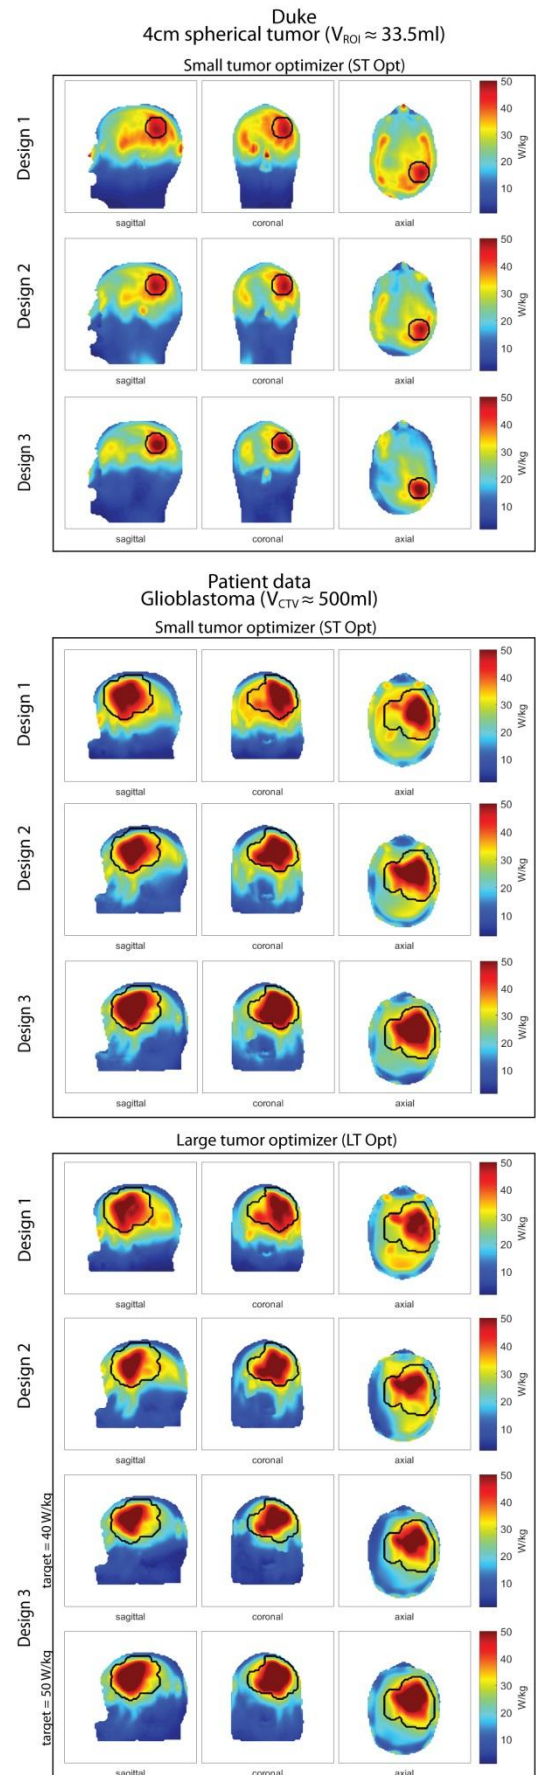 Duke
4cm spherical tumor (VROI ≈ 33.5ml)
Small tumor optimizer (ST Opt)
Design 1
50
40
30
20
10
W/kg
sagittal
coronal
axial
Design 2
50
40
30
20
10
W/kg
sagittal
coronal
axial
Design 3
50
40
30
20
10
W/kg
sagittal
coronal
axial
Patient data
Glioblastoma (VCTV ≈ 500ml)
Small tumor optimizer (ST Opt)
Design 1
50
40
30
20
10
W/kg
sagittal
coronal
axial
Design 2
50
40
30
20
10
W/kg
sagittal
coronal
axial
Design 3
50
40
30
20
10
W/kg
sagittal
coronal
axial
Large tumor optimizer (LT Opt)
Design 1
50
40
30
20
10
W/kg
sagittal
coronal
axial
Design 2
50
40
30
20
10
W/kg
sagittal
coronal
axial
Design 3
target = 40 W/kg
50
40
30
20
10
W/kg
sagittal
coronal
axial
target = 50 W/kg
50
40
30
20
10
W/kg
sagittal
coronal
axial